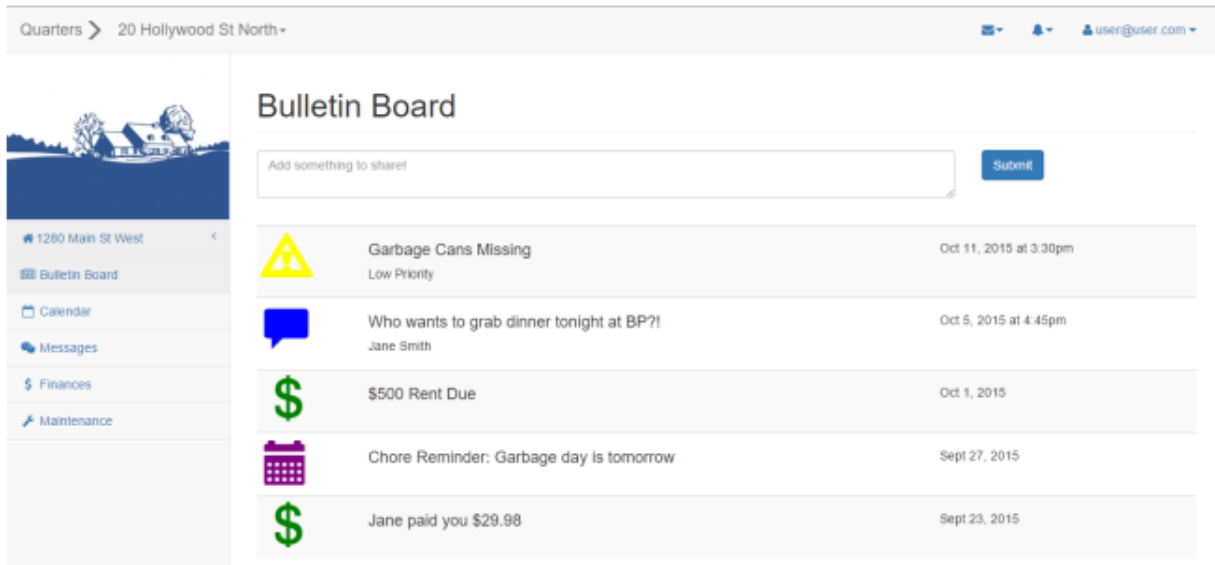 Quarters 20 Hollywood St North
user@user.com
1280 Main St West
Bulletin Board
Calendar
Messages
$ Finances
Maintenance
Bulletin Board
Add something to share!
Submit
Garbage Cans Missing
Low Priority
Oct 11, 2015 at 3:30pm
Who wants to grab dinner tonight at BP?!
Jane Smith
Oct 5, 2015 at 4:45pm
$
$500 Rent Due
Oct 1, 2015
Chore Reminder: Garbage day is tomorrow
Sept 27, 2015
$
Jane paid you $29.98
Sept 23, 2015